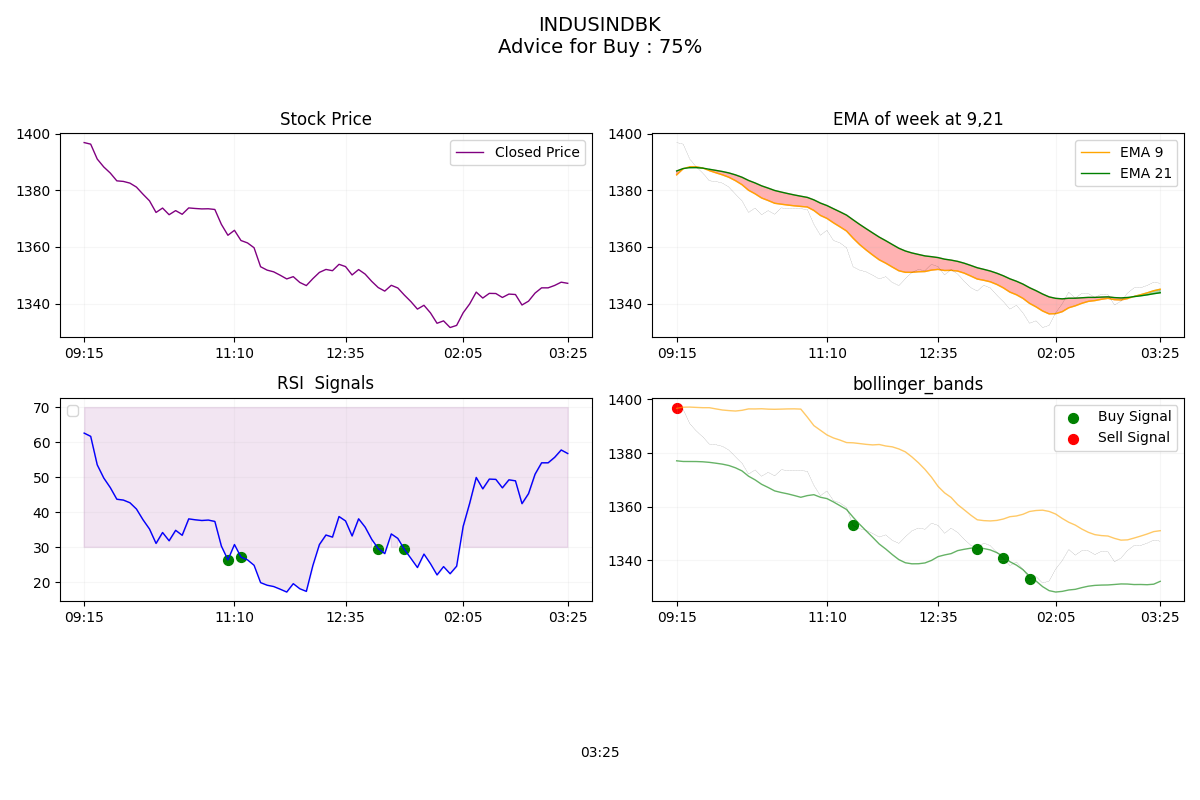 INDUSINDBK
Advice for Buy : 75%
Stock Price
1400
1380
1360
1340
Closed Price
09:15 11:10 12:35 02:05 03:25
EMA of week at 9,21
1400
1380
1360
1340
EMA 9
EMA 21
09:15 11:10 12:35 02:05 03:25
RSI  Signals
70
60
50
40
30
20
09:15 11:10 12:35 02:05 03:25
bollinger_bands
1400
1380
1360
1340
Buy Signal
Sell Signal
09:15 11:10 12:35 02:05 03:25
03:25